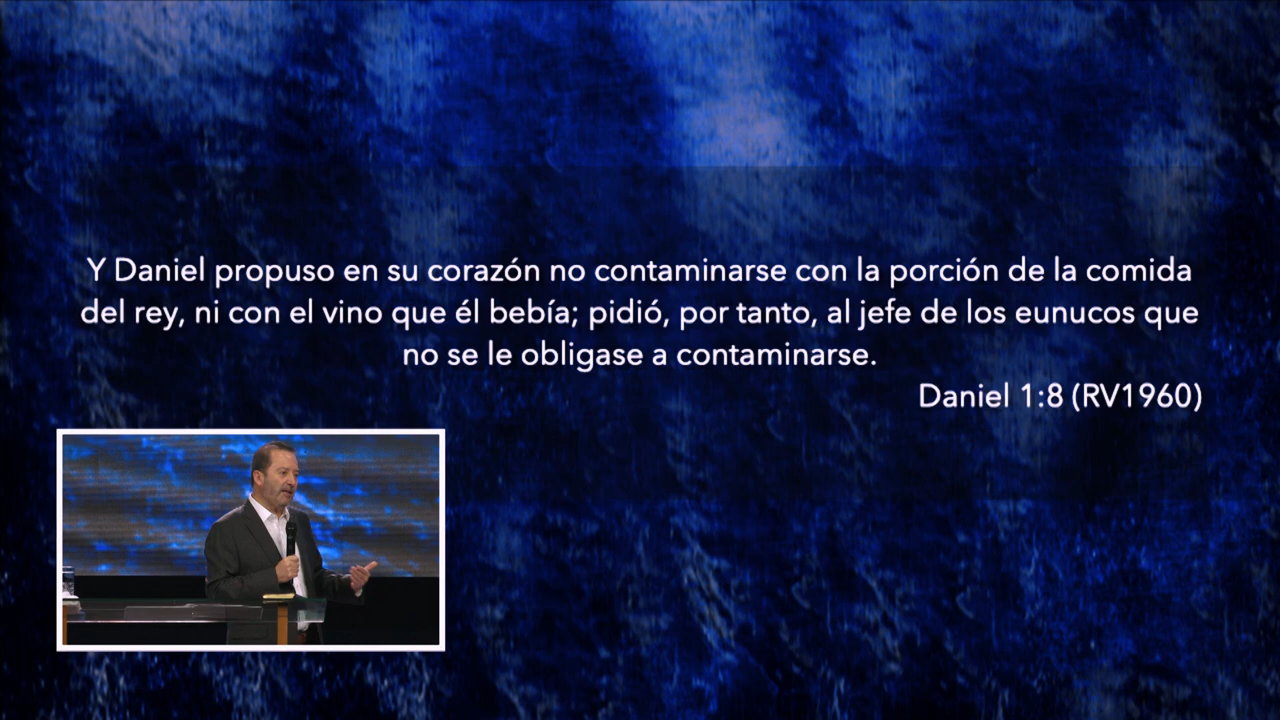 Y Daniel propuso en su corazón no contaminarse con la porción de la comida
del rey, ni con el vino que él bebía; pidió, por tanto, al jefe de los eunucos que
no se le obligase a contaminarse.
Daniel 1:8 (RV1960)